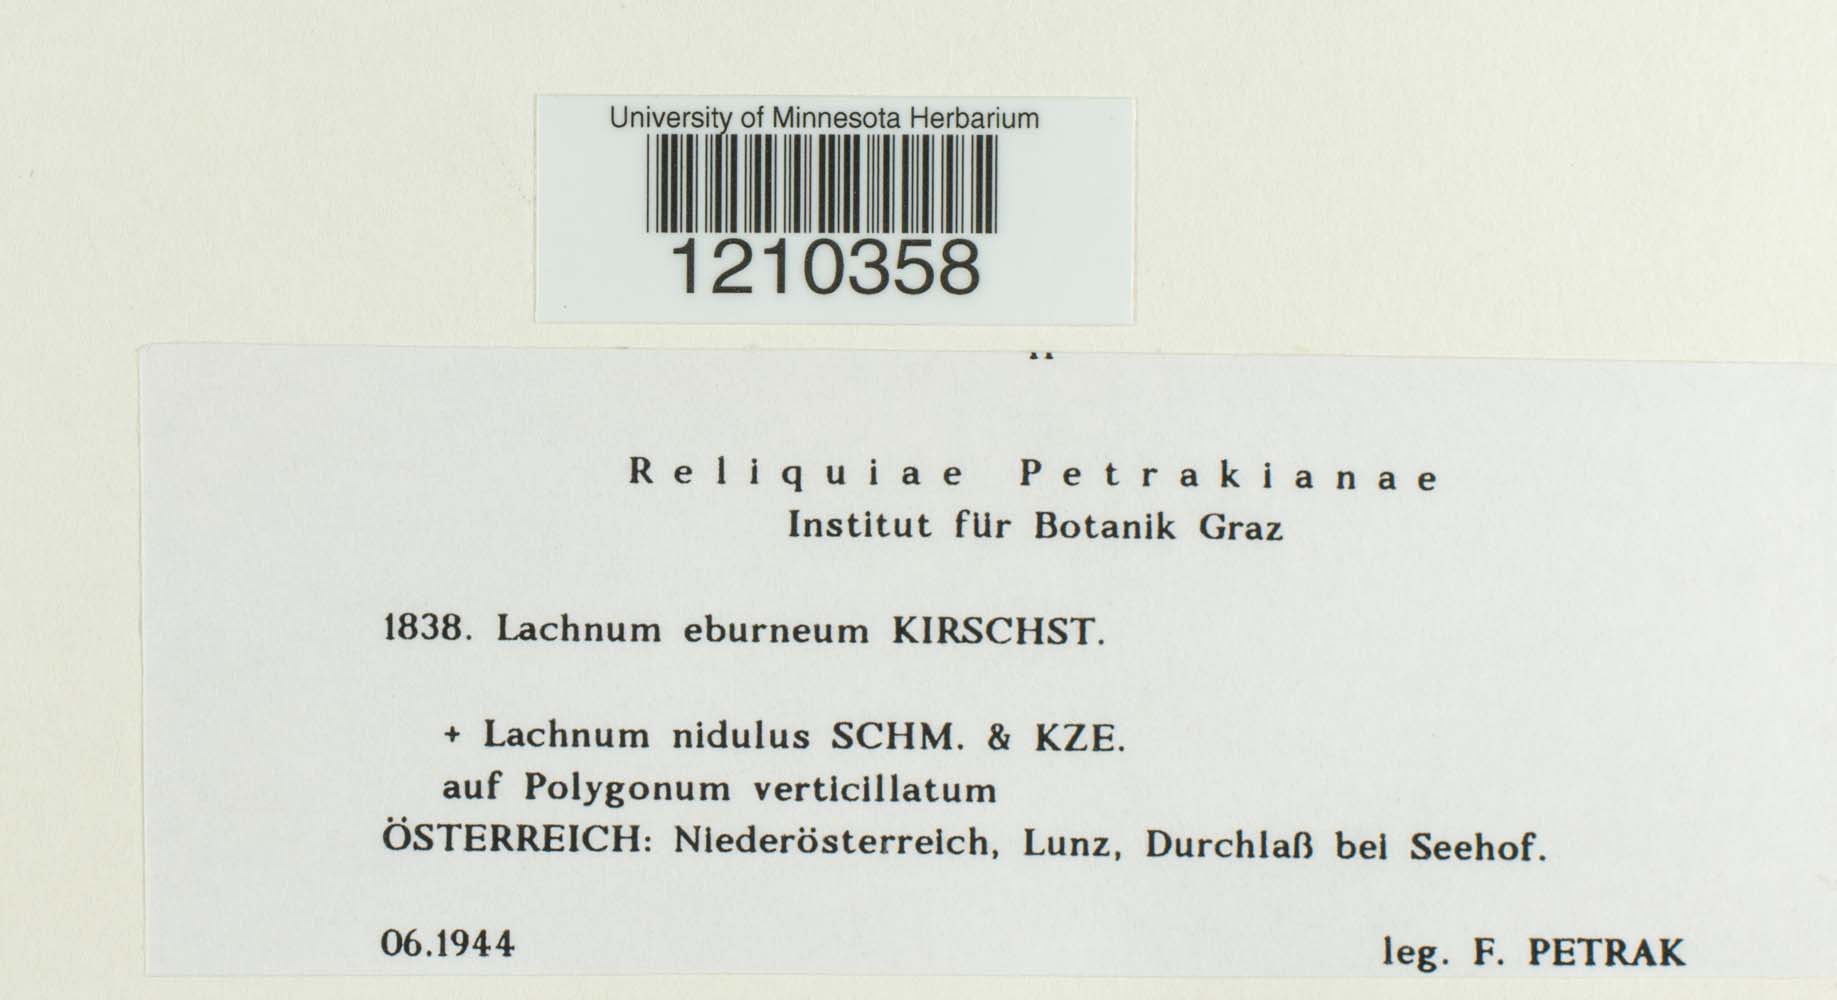 University of Minnesota Herbarium
1210358
Reliquiae Petrakianae
Institut für Botanik Graz
1838. Lachnum eburneum KIRSCHST.
+ Lachnum nidulus SCHM. & KZE.
auf Polygonum verticillatum
ÖSTERREICH: Niederösterreich, Lunz, Durchlaß bei Seehof.
06.1944
leg. F. PETRAK